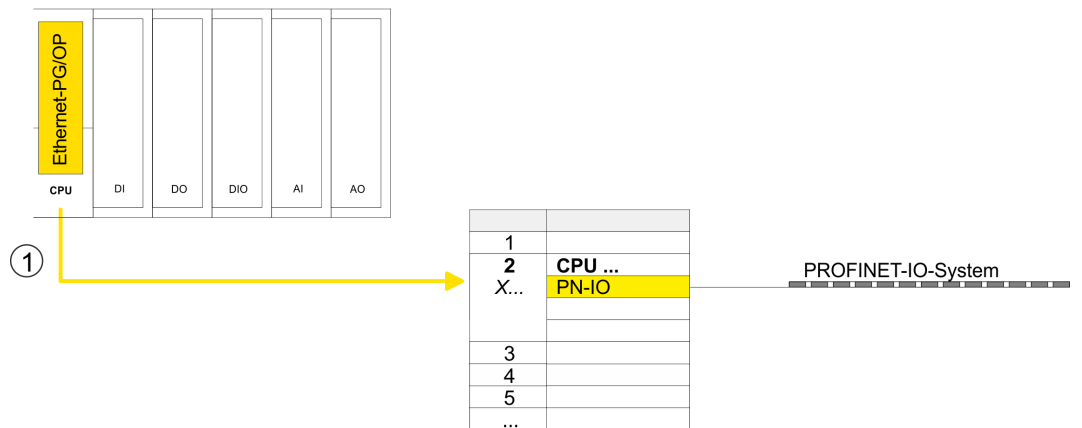 Ethernet-PG/OP
CPU
DI
DO
DIO
AI
AO
1
1
2 CPU ...
X... PN-IO
3
4
5
...
PROFINET-IO-System